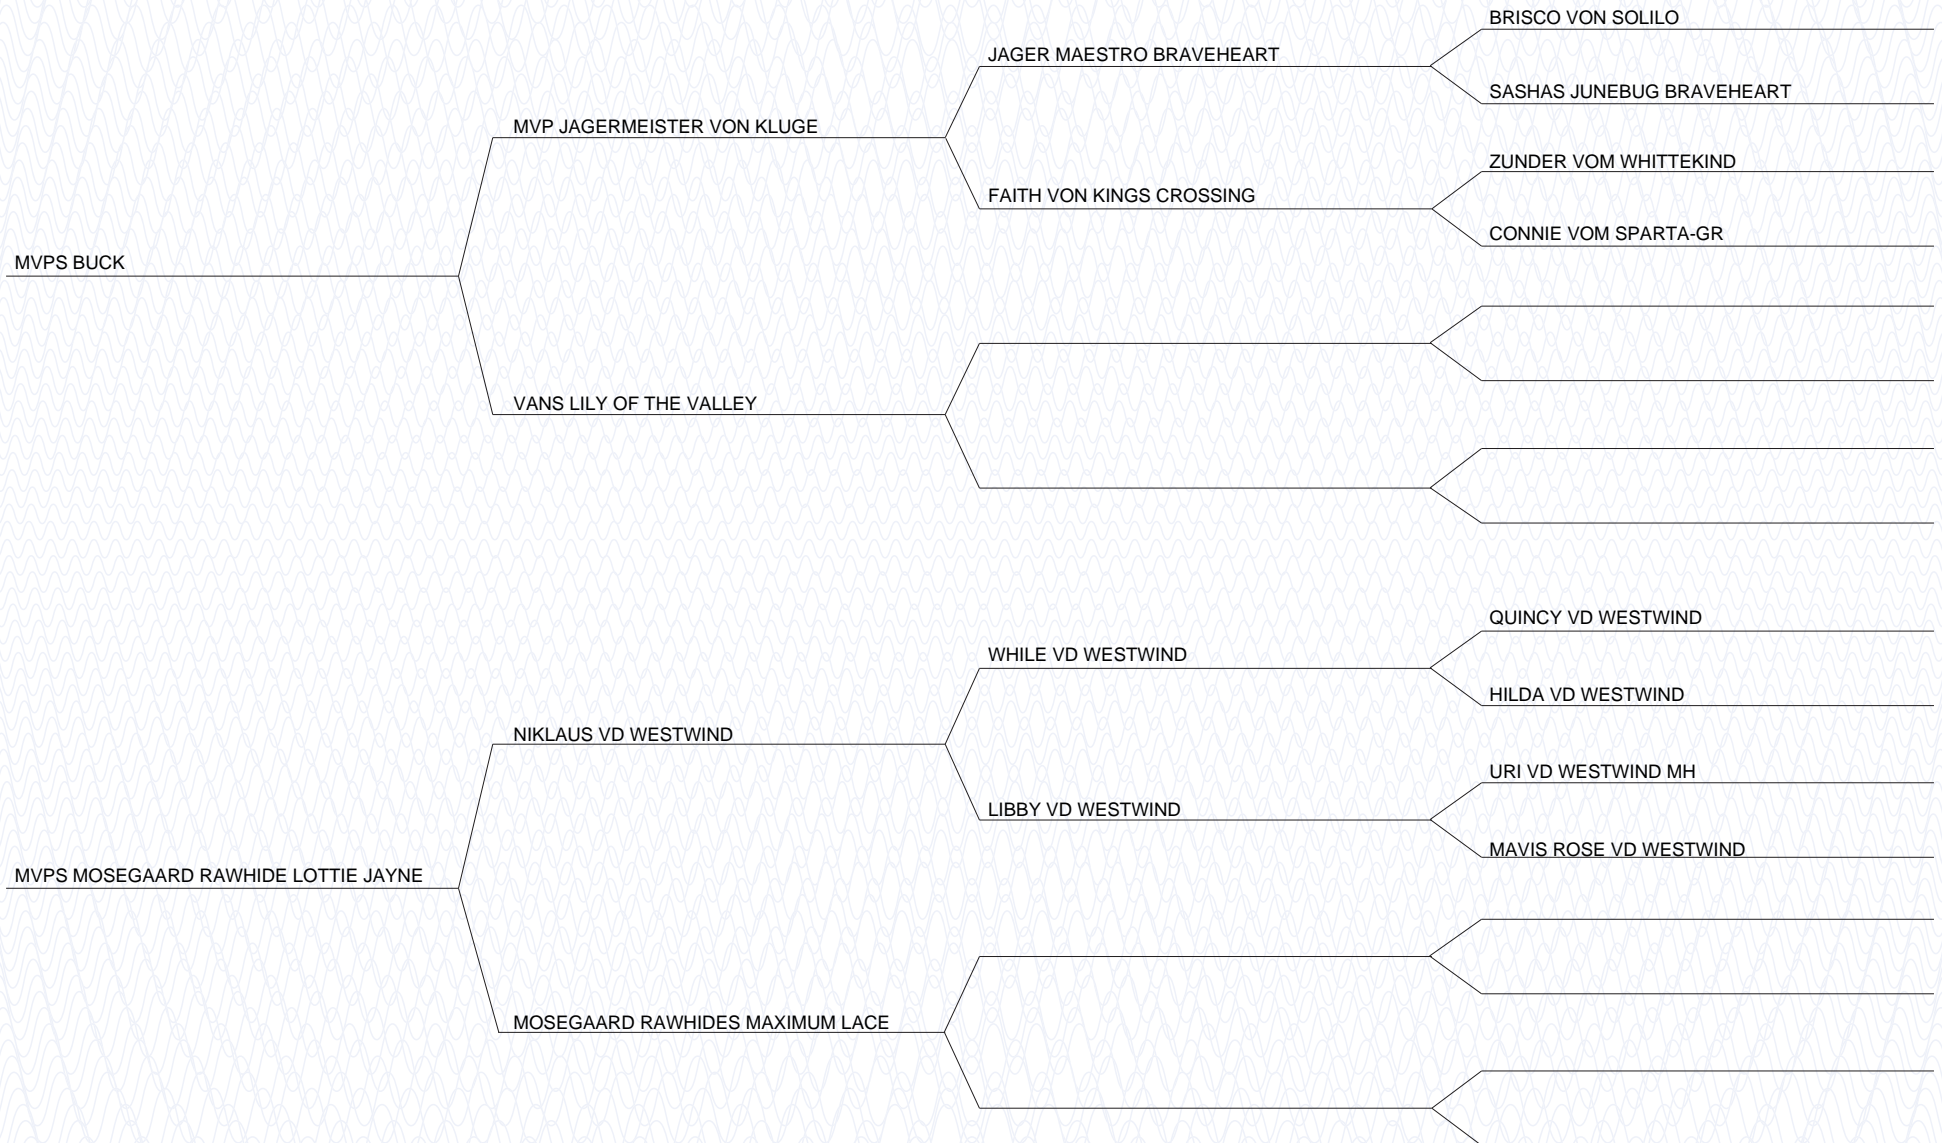 BRISCO VON SOLILO
JAGER MAESTRO BRAVEHEART
SASHAS JUNEBUG BRAVEHEART
MVP JAGERMEISTER VON KLUGE
ZUNDER VOM WHITTEKIND
FAITH VON KINGS CROSSING
CONNIE VOM SPARTA-GR
MVPS BUCK
VANS LILY OF THE VALLEY
QUINCY VD WESTWIND
WHILE VD WESTWIND
HILDA VD WESTWIND
NIKLAUS VD WESTWIND
URI VD WESTWIND MH
LIBBY VD WESTWIND
MAVIS ROSE VD WESTWIND
MVPS MOSEGAARD RAWHIDE LOTTIE JAYNE
MOSEGAARD RAWHIDES MAXIMUM LACE